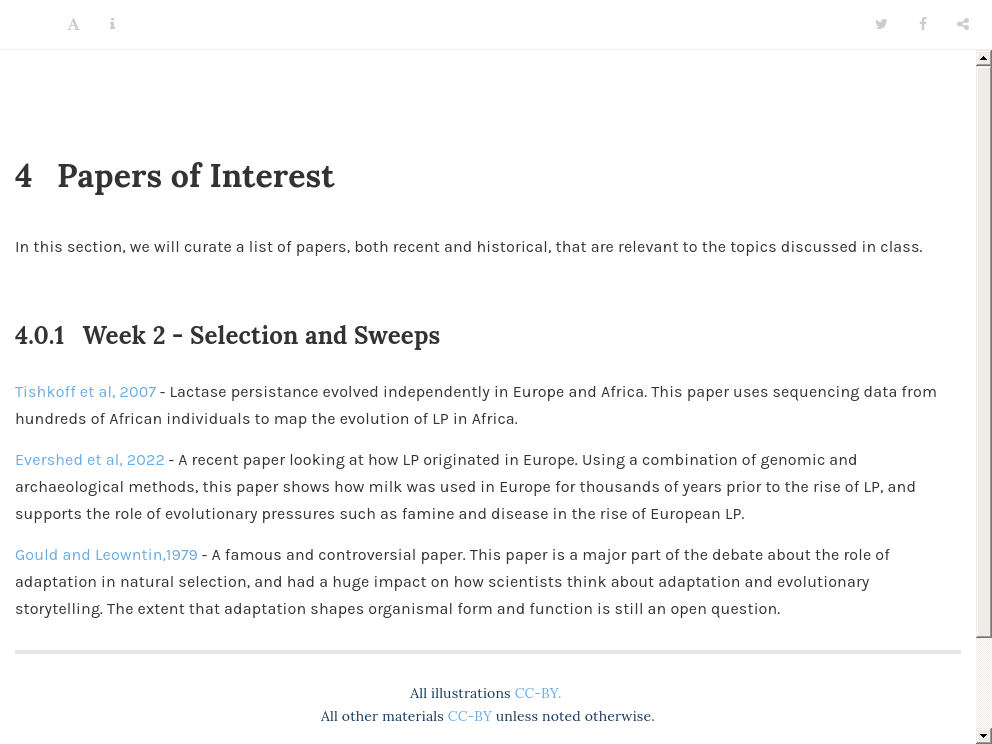 4 Papers of Interest
In this section, we will curate a list of papers, both recent and historical, that are relevant to the topics discussed in class.
4.0.1 Week 2 - Selection and Sweeps
Tishkoff et al, 2007 - Lactase persistance evolved independently in Europe and Africa. This paper uses sequencing data from
hundreds of African individuals to map the evolution of LP in Africa.
Evershed et al, 2022 - A recent paper looking at how LP originated in Europe. Using a combination of genomic and
archaeological methods, this paper shows how milk was used in Europe for thousands of years prior to the rise of LP, and
supports the role of evolutionary pressures such as famine and disease in the rise of European LP.
Gould and Leowntin,1979 - A famous and controversial paper. This paper is a major part of the debate about the role of
adaptation in natural selection, and had a huge impact on how scientists think about adaptation and evolutionary
storytelling. The extent that adaptation shapes organismal form and function is still an open question.
All illustrations CC-BY.
All other materials CC-BY unless noted otherwise.